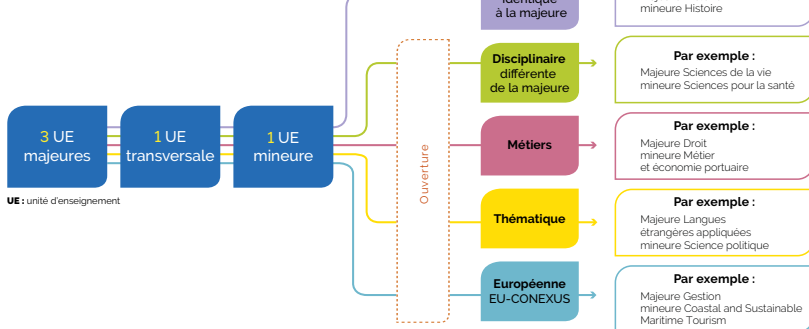 à la majeure
mineure Histoire
Disciplinaire
différente
de la majeure
Par exemple :
Majeure Sciences de la vie
mineure Sciences pour la santé
3 UE
majeures
1 UE
transversale
1 UE
mineure
UE : unité d'enseignement
Ouverture
Métiers
Par exemple :
Majeure Droit
mineure Métier
et économie portuaire
Thématique
Par exemple :
Majeure Langues
étrangères appliquées
mineure Science politique
Européenne
EU-CONEXUS
Par exemple :
Majeure Gestion
mineure Coastal and Sustainable
Maritime Tourism